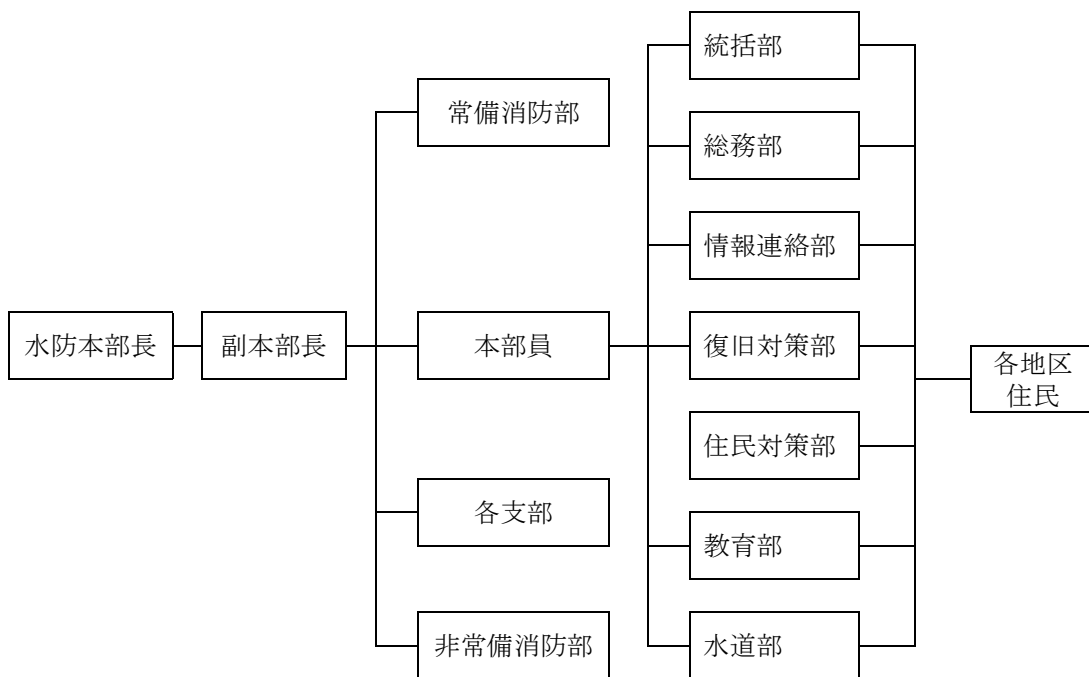 水防本部長
副本部長
常備消防部
本部員
各支部
非常備消防部
統括部
総務部
情報連絡部
復旧対策部
住民対策部
教育部
水道部
各地区
住民